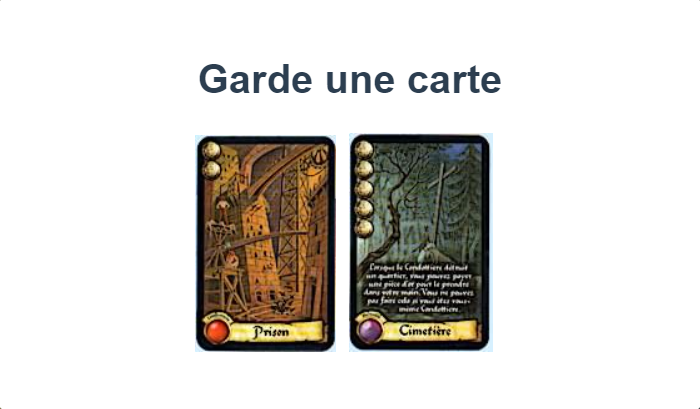 Garde une carte
Prison
Lorsque le Condottiere détruit
un quartier, vous pouvez payer
une pièce d'or pour le prendre
dans votre main. Vous ne pouvez
pas faire cela si vous êtes vous-
même Condottiere.
Cimetière